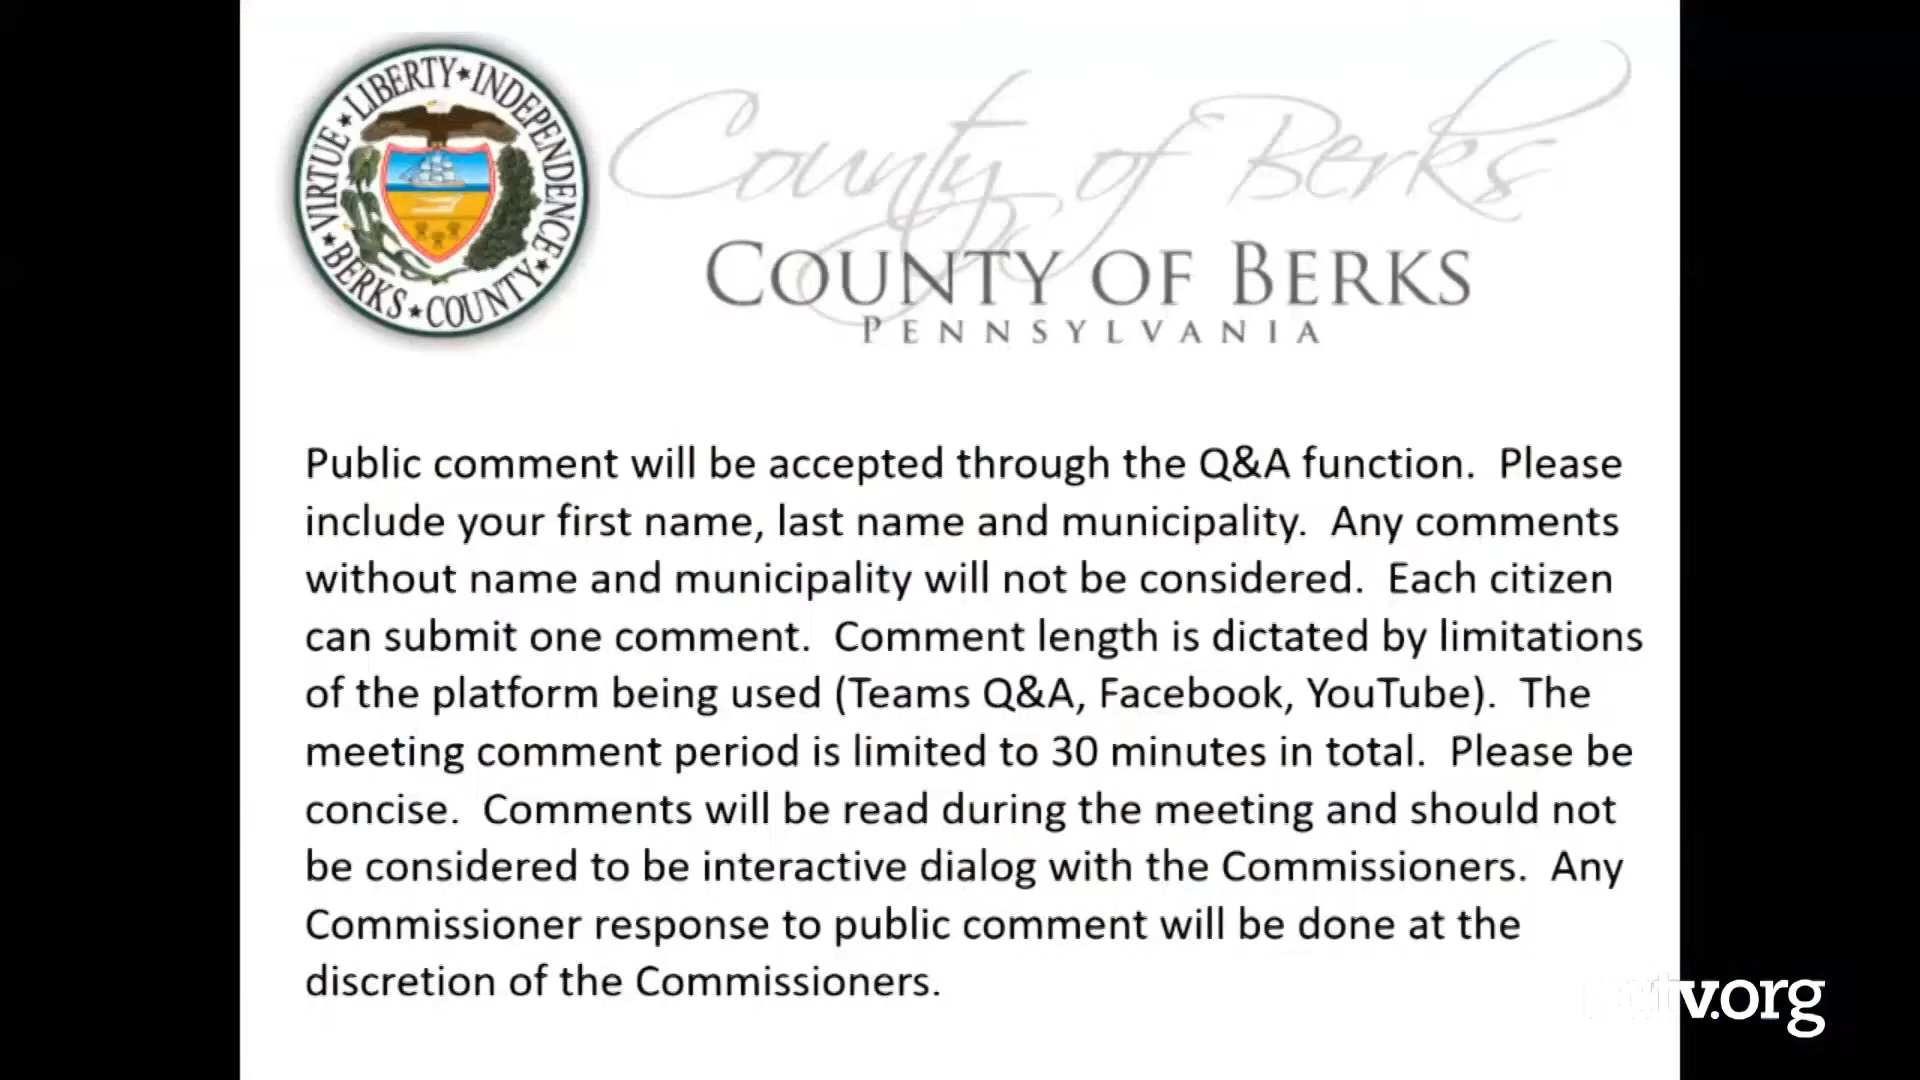 VIRTUE ★ LIBERTY ★ INDEPENDENCE ★
★ BERKS ★ COUNTY
County of Berks
COUNTY OF BERKS
PENNSYLVANIA
Public comment will be accepted through the Q&A function.  Please
include your first name, last name and municipality.  Any comments
without name and municipality will not be considered.  Each citizen
can submit one comment.  Comment length is dictated by limitations
of the platform being used (Teams Q&A, Facebook, YouTube).  The
meeting comment period is limited to 30 minutes in total.  Please be
concise.  Comments will be read during the meeting and should not
be considered to be interactive dialog with the Commissioners.  Any
Commissioner response to public comment will be done at the
discretion of the Commissioners.